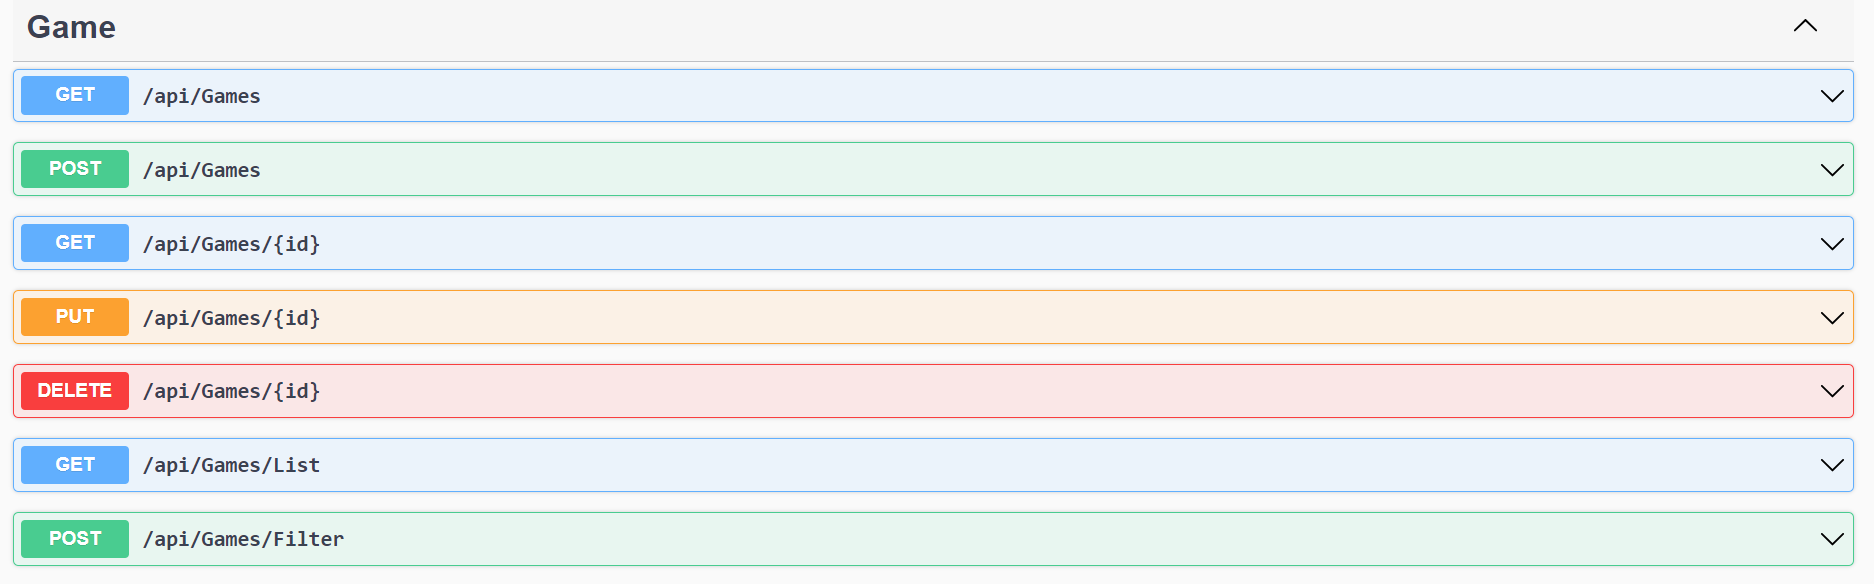 Game
GET /api/Games
POST /api/Games
GET /api/Games/{id}
PUT /api/Games/{id}
DELETE /api/Games/{id}
GET /api/Games/List
POST /api/Games/Filter